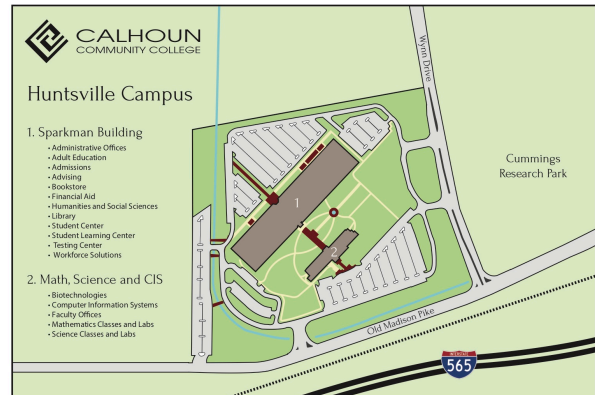 CALHOUN
COMMUNITY COLLEGE
Huntsville Campus
1. Sparkman Building
• Administrative Offices
• Adult Education
• Admissions
• Advising
• Bookstore
• Financial Aid
• Humanities and Social Sciences
• Library
• Student Center
• Student Learning Center
• Testing Center
• Workforce Solutions
2. Math, Science and CIS
• Biotechnologies
• Computer Information Systems
• Faculty Offices
• Mathematics Classes and Labs
• Science Classes and Labs
Wynn Drive
Cummings
Research Park
1
2
Old Madison Pike
INTERSTATE
565